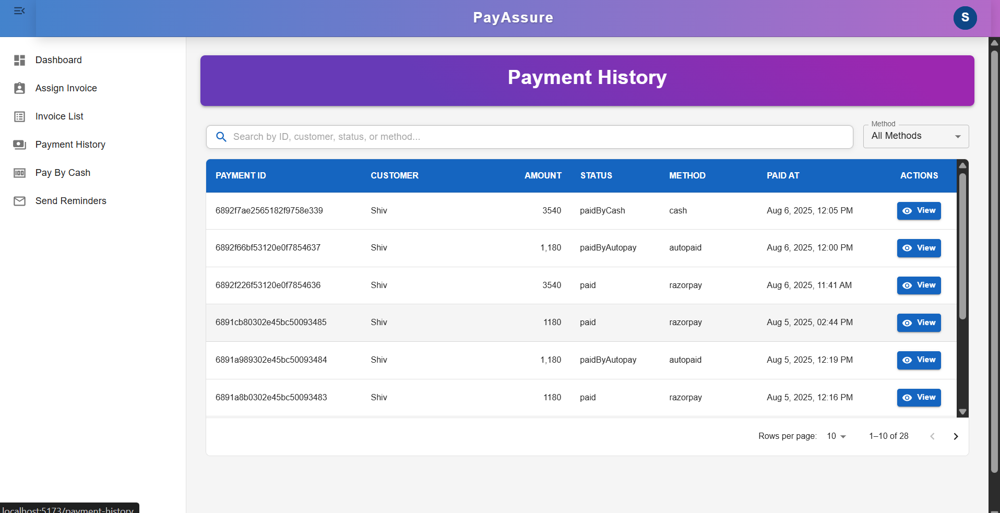 PayAssure
S
Dashboard
Assign Invoice
Invoice List
Payment History
Pay By Cash
Send Reminders
Payment History
Search by ID, customer, status, or method...
Method
All Methods
PAYMENT ID CUSTOMER AMOUNT STATUS METHOD PAID AT ACTIONS
6892f7ae2565182f9758e339 Shiv 3540 paidByCash cash Aug 6, 2025, 12:05 PM View
6892f66bf53120e0f7854637 Shiv 1,180 paidByAutopay autopaid Aug 6, 2025, 12:00 PM View
6892f226f53120e0f7854636 Shiv 3540 paid razorpay Aug 6, 2025, 11:41 AM View
6891cb80302e45bc50093485 Shiv 1180 paid razorpay Aug 5, 2025, 02:44 PM View
6891a989302e45bc50093484 Shiv 1,180 paidByAutopay autopaid Aug 5, 2025, 12:19 PM View
6891a8b0302e45bc50093483 Shiv 1180 paid razorpay Aug 5, 2025, 12:16 PM View
Rows per page: 10 1–10 of 28
localhost:5173/payment-history